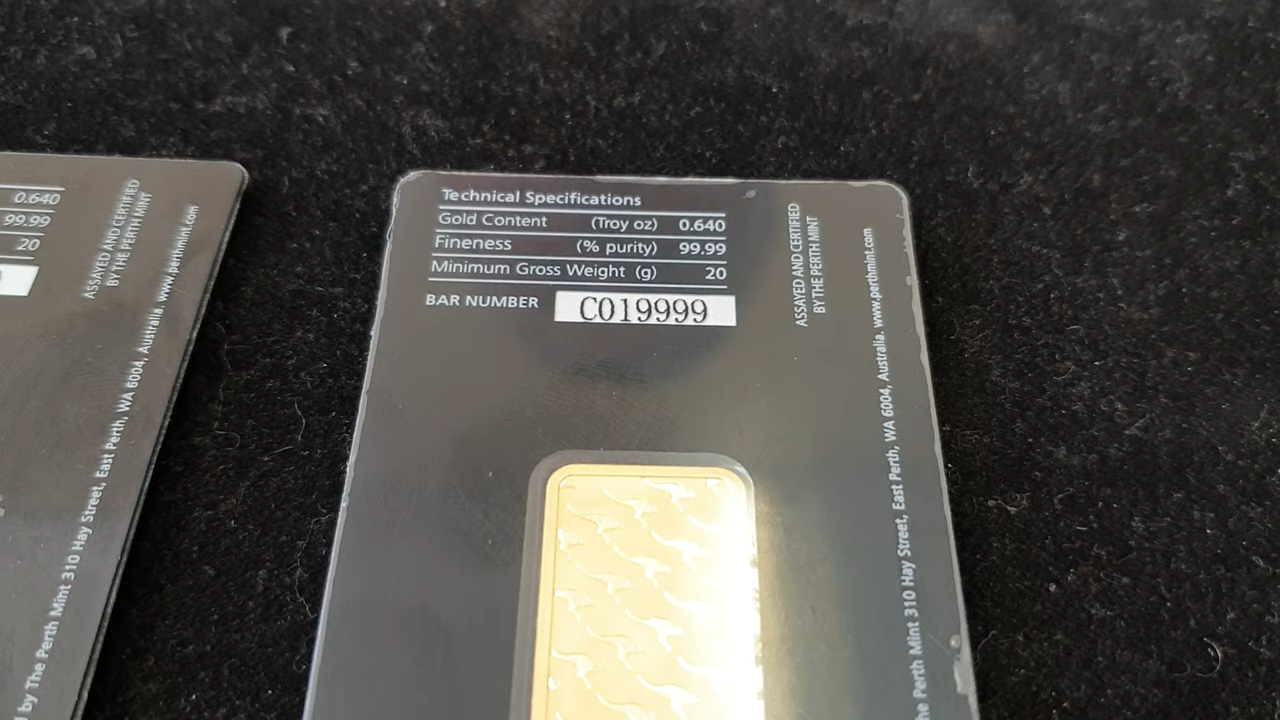 0.640
99.99
20
ASSAYED AND CERTIFIED
BY THE PERTH MINT
by The Perth Mint 310 Hay Street, East Perth, WA 6004, Australia. www.perthmint.com
Technical Specifications
Gold Content (Troy oz) 0.640
Fineness (% purity) 99.99
Minimum Gross Weight (g) 20
BAR NUMBER C019999
ASSAYED AND CERTIFIED
BY THE PERTH MINT
Perth Mint 310 Hay Street, East Perth, WA 6004, Australia. www.perthmint.com